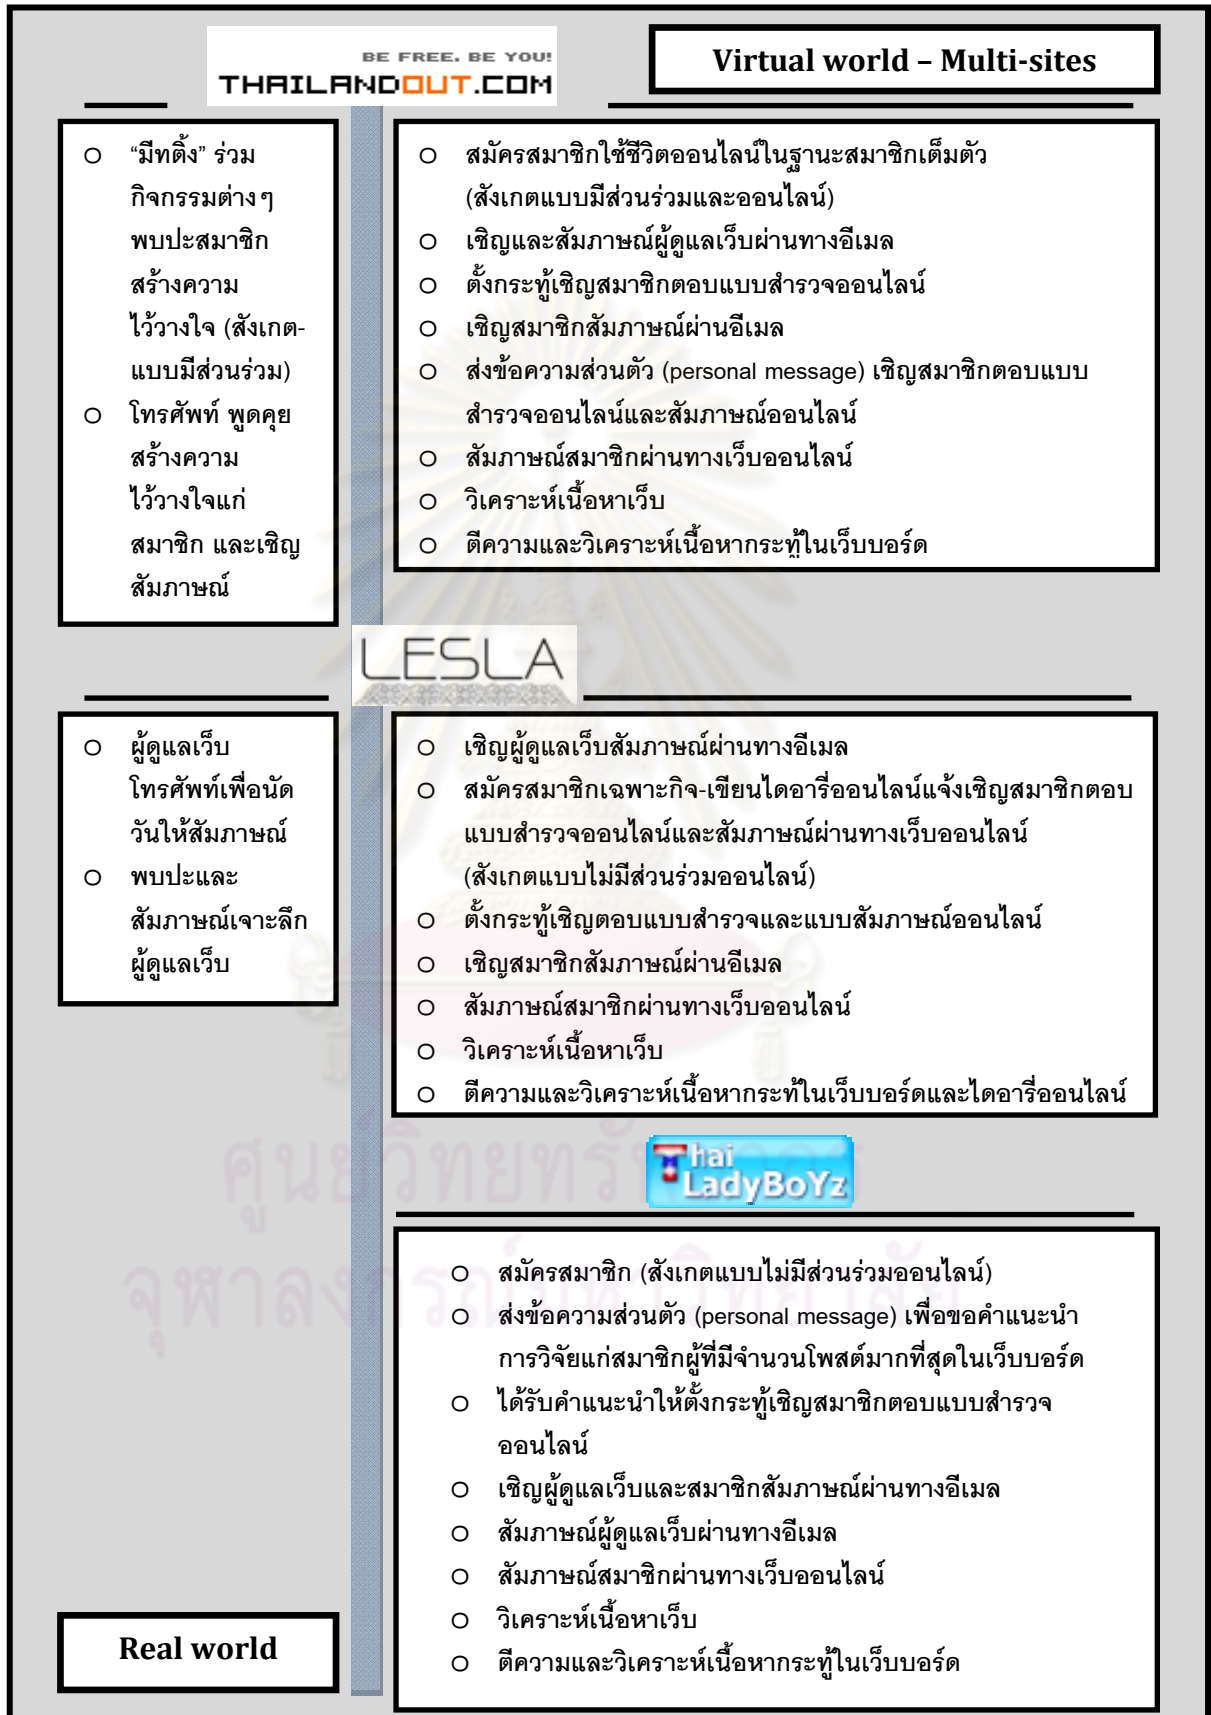 BE FREE. BE YOU!
THAILANDOUT.COM
Virtual world – Multi-sites
o “มีทติ้ง” ร่วม
กิจกรรมต่างๆ
พบปะสมาชิก
สร้างความ
ไว้วางใจ (สังเกต-
แบบมีส่วนร่วม)
o โทรศัพท์ พูดคุย
สร้างความ
ไว้วางใจแก่
สมาชิก และเชิญ
สัมภาษณ์
o สมัครสมาชิกใช้ชีวิตออนไลน์ในฐานะสมาชิกเต็มตัว
(สังเกตแบบมีส่วนร่วมและออนไลน์)
o เชิญและสัมภาษณ์ผู้ดูแลเว็บผ่านทางอีเมล
o ตั้งกระทู้เชิญสมาชิกตอบแบบสำรวจออนไลน์
o เชิญสมาชิกสัมภาษณ์ผ่านอีเมล
o ส่งข้อความส่วนตัว (personal message) เชิญสมาชิกตอบแบบ
สำรวจออนไลน์และสัมภาษณ์ออนไลน์
o สัมภาษณ์สมาชิกผ่านทางเว็บออนไลน์
o วิเคราะห์เนื้อหาเว็บ
o ตีความและวิเคราะห์เนื้อหากระทู้ในเว็บบอร์ด
LESLA
o ผู้ดูแลเว็บ
โทรศัพท์เพื่อนัด
วันให้สัมภาษณ์
o พบปะและ
สัมภาษณ์เจาะลึก
ผู้ดูแลเว็บ
o เชิญผู้ดูแลเว็บสัมภาษณ์ผ่านทางอีเมล
o สมัครสมาชิกเฉพาะกิจ-เขียนไดอารี่ออนไลน์แจ้งเชิญสมาชิกตอบ
แบบสำรวจออนไลน์และสัมภาษณ์ผ่านทางเว็บออนไลน์
(สังเกตแบบไม่มีส่วนร่วมออนไลน์)
o ตั้งกระทู้เชิญตอบแบบสำรวจและแบบสัมภาษณ์ออนไลน์
o เชิญสมาชิกสัมภาษณ์ผ่านอีเมล
o สัมภาษณ์สมาชิกผ่านทางเว็บออนไลน์
o วิเคราะห์เนื้อหาเว็บ
o ตีความและวิเคราะห์เนื้อหากระทู้ในเว็บบอร์ดและไดอารี่ออนไลน์
Thai
LadyBoYz
ศูนย์วิทยทรัพยากร
จุฬาลงกรณ์มหาวิทยาลัย
o สมัครสมาชิก (สังเกตแบบไม่มีส่วนร่วมออนไลน์)
o ส่งข้อความส่วนตัว (personal message) เพื่อขอคำแนะนำ
การวิจัยแก่สมาชิกผู้ที่มีจำนวนโพสต์มากที่สุดในเว็บบอร์ด
o ได้รับคำแนะนำให้ตั้งกระทู้เชิญสมาชิกตอบแบบสำรวจ
ออนไลน์
o เชิญผู้ดูแลเว็บและสมาชิกสัมภาษณ์ผ่านทางอีเมล
o สัมภาษณ์ผู้ดูแลเว็บผ่านทางอีเมล
o สัมภาษณ์สมาชิกผ่านทางเว็บออนไลน์
o วิเคราะห์เนื้อหาเว็บ
o ตีความและวิเคราะห์เนื้อหากระทู้ในเว็บบอร์ด
Real world